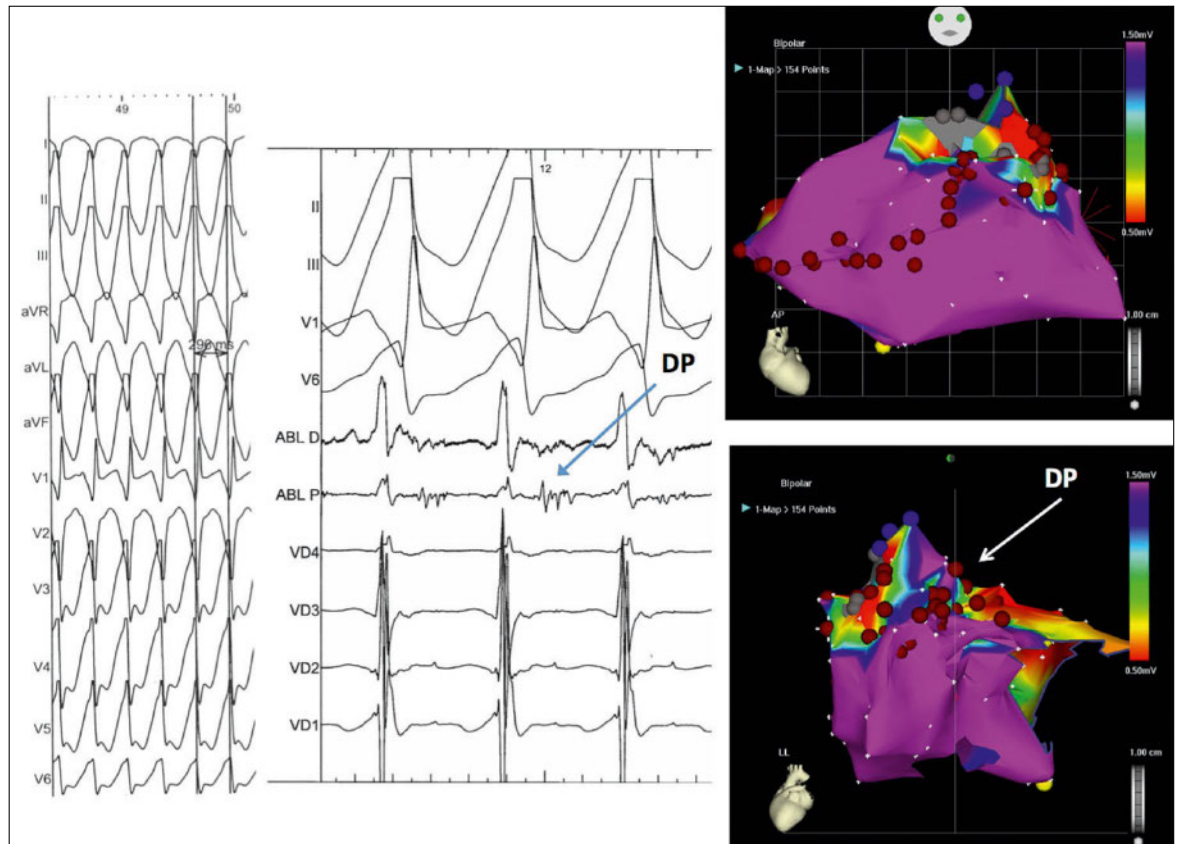 49
50
I
II
III
aVR
290 ms
aVL
aVF
V1
V2
V3
V4
V5
V6
12
II
III
V1
V6
DP
ABL D
ABL P
VD4
VD3
VD2
VD1
Bipolar
1-Map > 154 Points
1.50mV
0.50mV
AP
1.00 cm
Bipolar
1-Map > 154 Points
DP
1.50mV
0.50mV
LL
1.00 cm